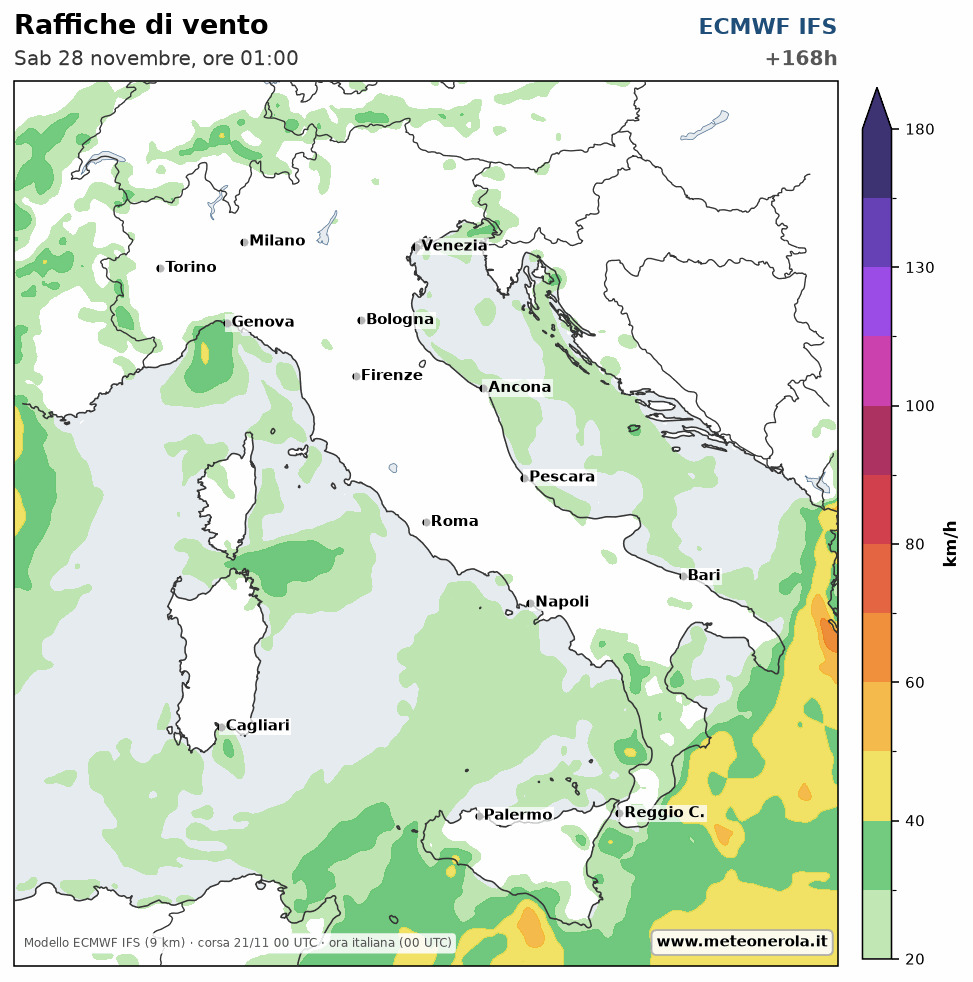 Raffiche di vento
ECMWF IFS
Sab 28 novembre, ore 01:00
+168h
180
Milano
Venezia
Torino
130
Genova
Bologna
Firenze
Ancona
100
Pescara
Roma
80
km/h
Bari
Napoli
60
Cagliari
Palermo
Reggio C.
40
Modello ECMWF IFS (9 km) · corsa 21/11 00 UTC · ora italiana (00 UTC)
www.meteonerola.it
20